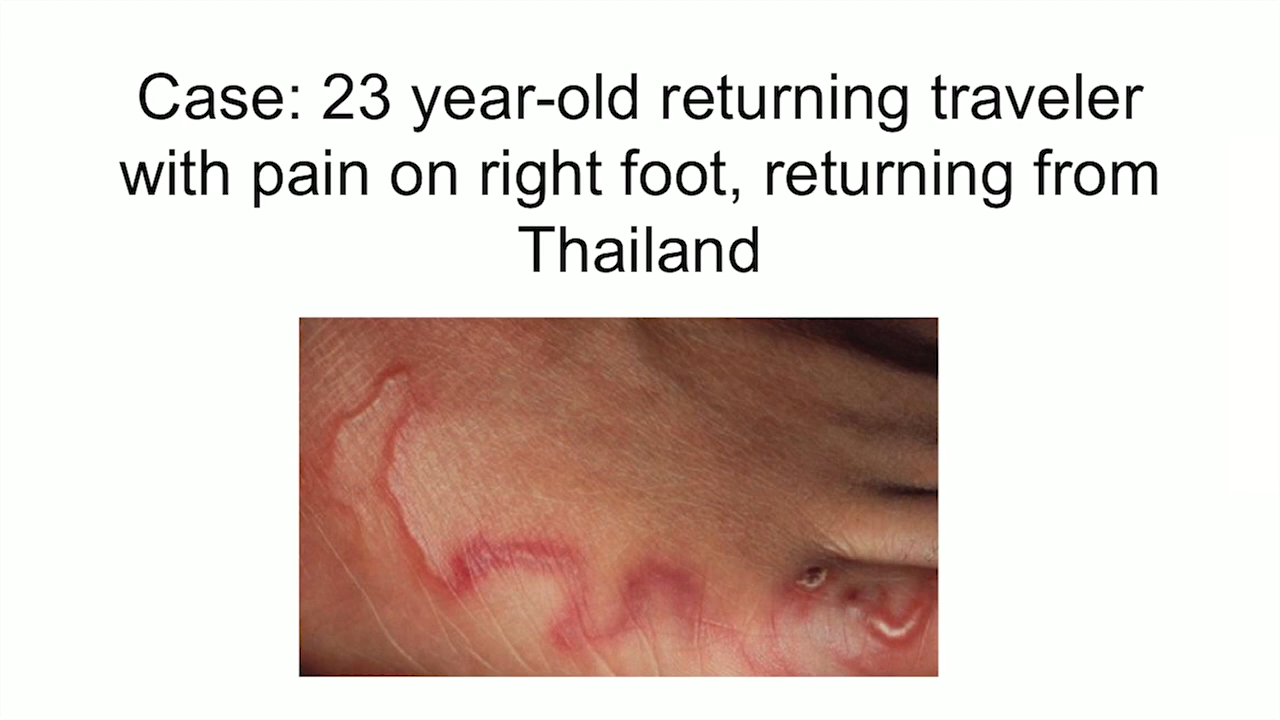 Case: 23 year-old returning traveler
with pain on right foot, returning from
Thailand